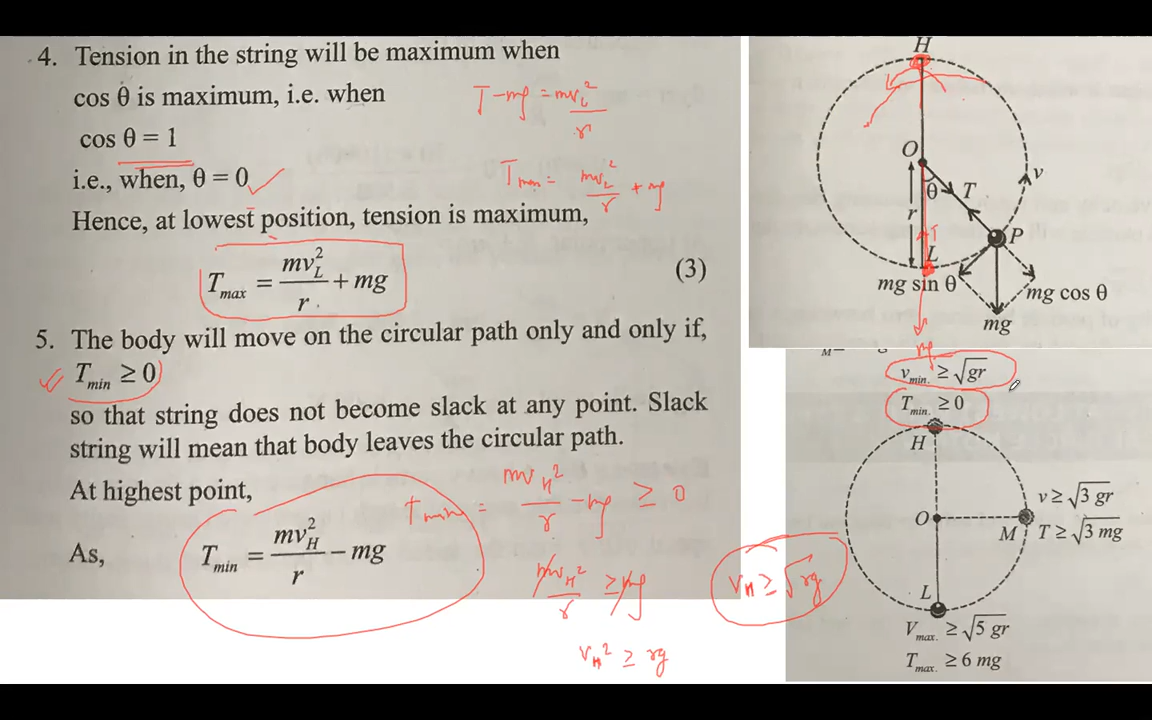 4. Tension in the string will be maximum when
cos θ is maximum, i.e. when
cos θ = 1
i.e., when, θ = 0
Hence, at lowest position, tension is maximum,
T_max = mv_L²/r + mg (3)
T - mg = mv_L²/r
mv_L²/r + mg
5. The body will move on the circular path only and only if,
T_min ≥ 0
so that string does not become slack at any point. Slack
string will mean that body leaves the circular path.
At highest point,
As, T_min = mv_H²/r − mg
T_min = mv_H²/r - mg ≥ 0
mv_H²/r ≥ mg
v_H² ≥ rg
v_H ≥ √rg
H
O
θ
T
v
r
T
P
L
mg sin θ
mg cos θ
mg
mg
v_min. ≥ √gr
T_min. ≥ 0
H
v ≥ √3 gr
O
M
T ≥ √3 mg
L
V_max. ≥ √5 gr
T_max. ≥ 6 mg